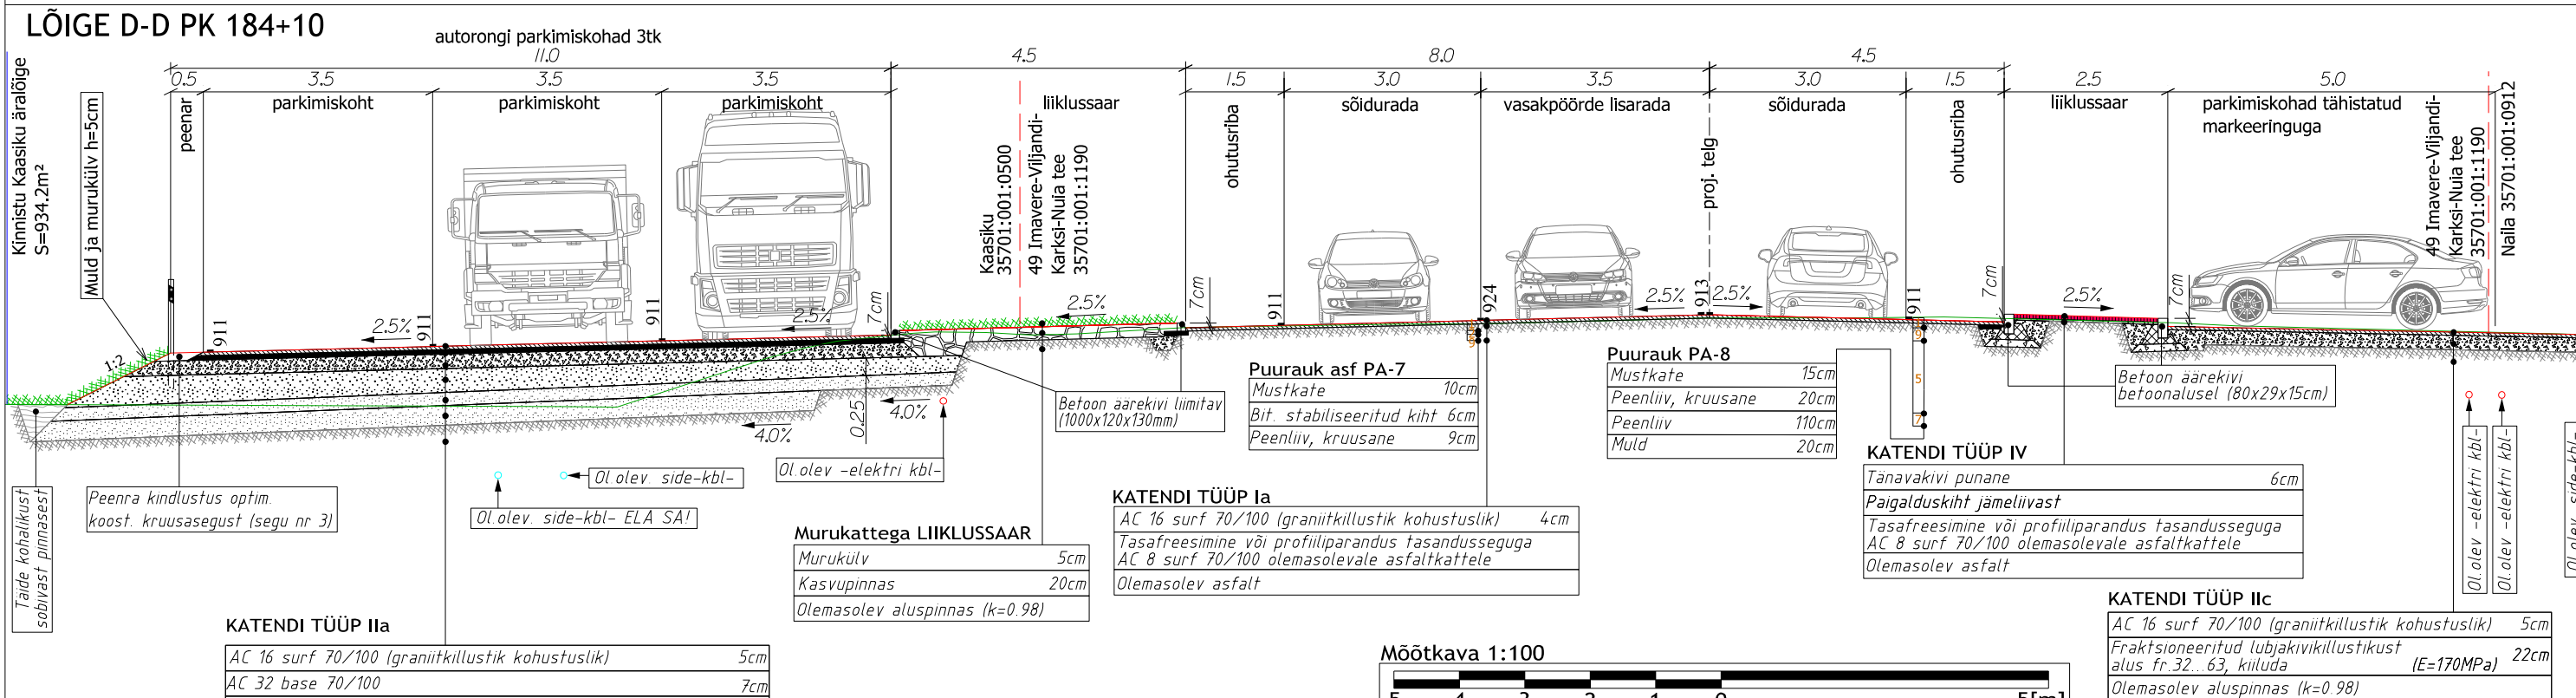 LÕIGE D-D PK 184+10
autorongi parkimiskohad 3tk
11.0
4.5
8.0
4.5
0.5
3.5
3.5
3.5
1.5
3.0
3.5
3.0
1.5
2.5
5.0
Kinnistu Kaasiku äralõige
S=934.2m²
Muld ja murukülv h=5cm
peenar
parkimiskoht
parkimiskoht
parkimiskoht
liiklussaar
ohutusriba
sõidurada
vasakpöörde lisarada
proj. telg
sõidurada
ohutusriba
liiklussaar
parkimiskohad tähistatud
markeeringuga
Kaasiku
35701:001:0500
49 Imavere-Viljandi-
Karksi-Nuia tee
35701:001:1190
49 Imavere-Viljandi-
Karksi-Nuia tee
35701:001:1190
Naila 35701:001:0912
1:2
911
2.5%
911
911
2.5%
7cm
2.5%
7cm
911
924
2.5%
913
2.5%
911
7cm
2.5%
7cm
4.0%
0.25
4.0%
9
5
7
Betoon äärekivi liimitav
(1000x120x130mm)
Puurauk asf PA-7
Mustkate 10cm
Bit. stabiliseeritud kiht 6cm
Peenliiv, kruusane 9cm
Puurauk PA-8
Mustkate 15cm
Peenliiv, kruusane 20cm
Peenliiv 110cm
Muld 20cm
Betoon äärekivi
betoonalusel (80x29x15cm)
Täide kohalikust
sobivast pinnasest
Peenra kindlustus optim.
koost. kruusasegust (segu nr 3)
Ol.olev. side-kbl-
Ol.olev. side-kbl- ELA SA!
Ol.olev -elektri kbl-
Ol.olev -elektri kbl-
Ol.olev -elektri kbl-
Ol.olev. side-kbl-
Murukattega LIIKLUSSAAR
Murukülv 5cm
Kasvupinnas 20cm
Olemasolev aluspinnas (k=0.98)
KATENDI TÜÜP Ia
AC 16 surf 70/100 (graniitkillustik kohustuslik) 4cm
Tasafreesimine või profiiliparandus tasandusseguga
AC 8 surf 70/100 olemasolevale asfaltkattele
Olemasolev asfalt
KATENDI TÜÜP IV
Tänavakivi punane 6cm
Paigalduskiht jämeliivast
Tasafreesimine või profiiliparandus tasandusseguga
AC 8 surf 70/100 olemasolevale asfaltkattele
Olemasolev asfalt
KATENDI TÜÜP IIa
AC 16 surf 70/100 (graniitkillustik kohustuslik) 5cm
AC 32 base 70/100 7cm
KATENDI TÜÜP IIc
AC 16 surf 70/100 (graniitkillustik kohustuslik) 5cm
Fraktsioneeritud lubjakivikillustikust
alus fr.32...63, kiiluda (E=170MPa) 22cm
Olemasolev aluspinnas (k=0.98)
Mõõtkava 1:100
5 4 3 2 1 0 5[m]